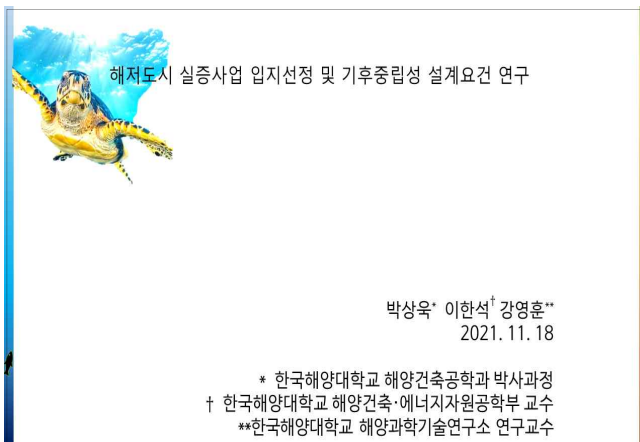 해저도시 실증사업 입지선정 및 기후중립성 설계요건 연구
박상욱* 이한석† 강영훈**
2021. 11. 18
* 한국해양대학교 해양건축공학과 박사과정
† 한국해양대학교 해양건축·에너지자원공학부 교수
**한국해양대학교 해양과학기술연구소 연구교수